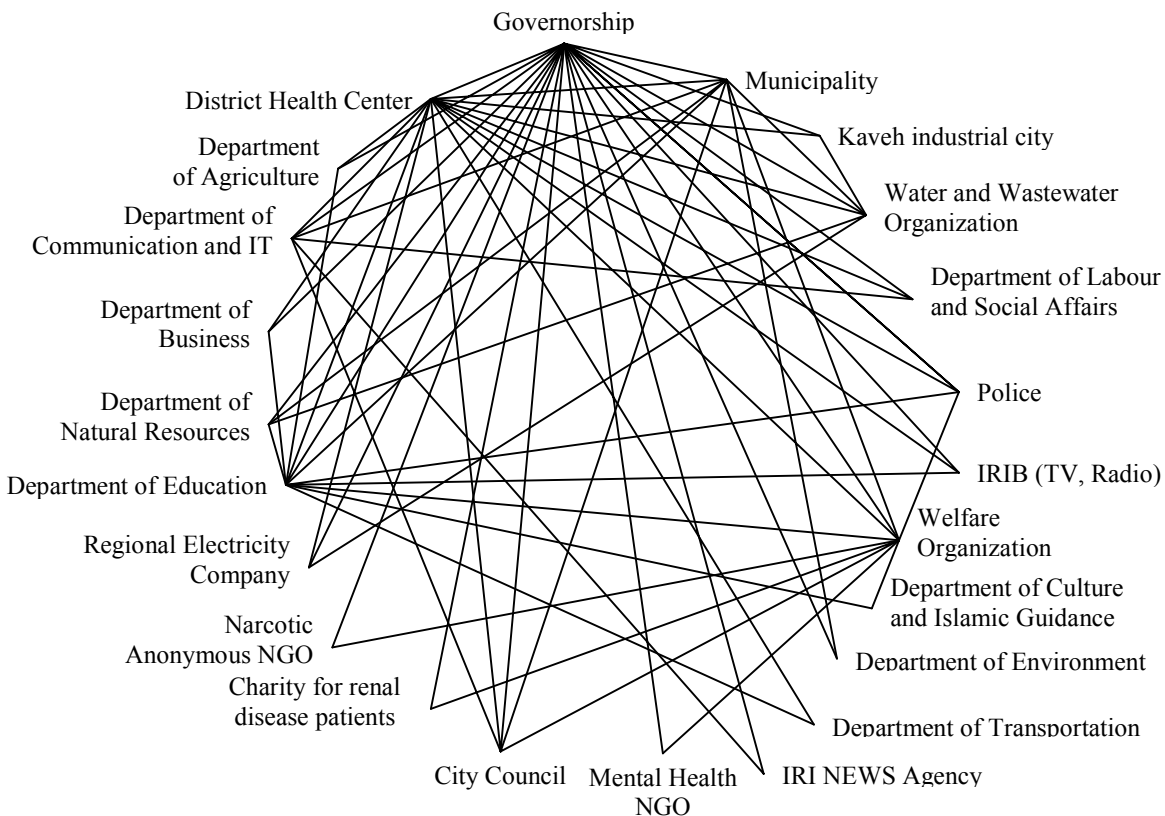 Governorship
Municipality
District Health Center
Kaveh industrial city
Department
of Agriculture
Water and Wastewater
Organization
Department of
Communication and IT
Department of Labour
and Social Affairs
Department of
Business
Police
Department of
Natural Resources
IRIB (TV, Radio)
Department of Education
Welfare
Organization
Regional Electricity
Company
Department of Culture
and Islamic Guidance
Narcotic
Anonymous NGO
Department of Environment
Charity for renal
disease patients
Department of Transportation
City Council
Mental Health
NGO
IRI NEWS Agency